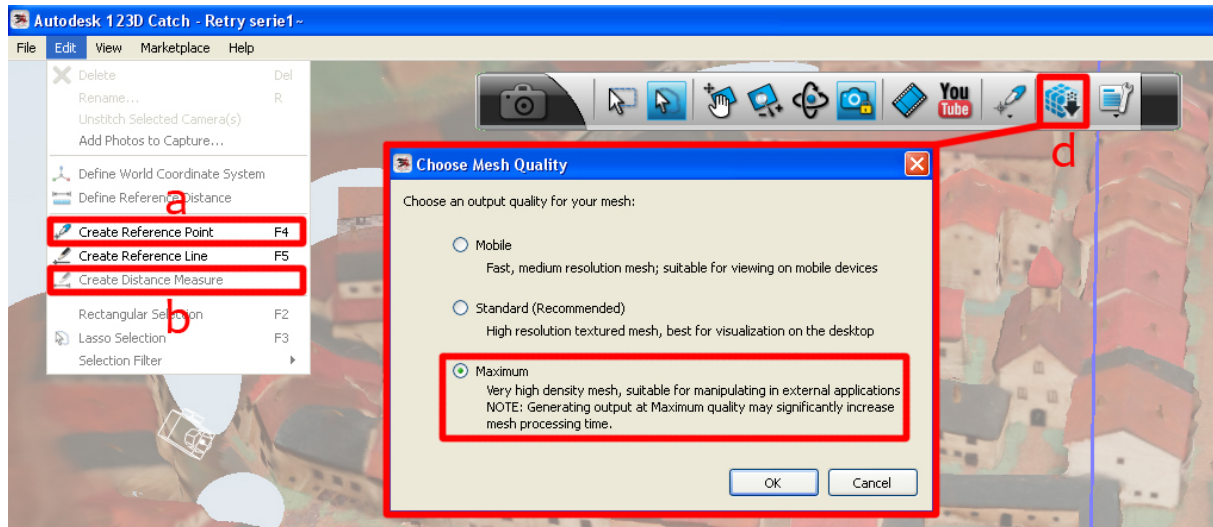 Autodesk 123D Catch - Retry serie1~
File Edit View Marketplace Help
Delete Del
Rename... R
Unstitch Selected Camera(s)
Add Photos to Capture...
Define World Coordinate System
Define Reference Distance
a
Create Reference Point F4
Create Reference Line F5
Create Distance Measure
b
Rectangular Selection F2
Lasso Selection F3
Selection Filter
You
Tube
d
Choose Mesh Quality
Choose an output quality for your mesh:
Mobile
Fast, medium resolution mesh; suitable for viewing on mobile devices
Standard (Recommended)
High resolution textured mesh, best for visualization on the desktop
Maximum
Very high density mesh, suitable for manipulating in external applications
NOTE: Generating output at Maximum quality may significantly increase
mesh processing time.
OK Cancel